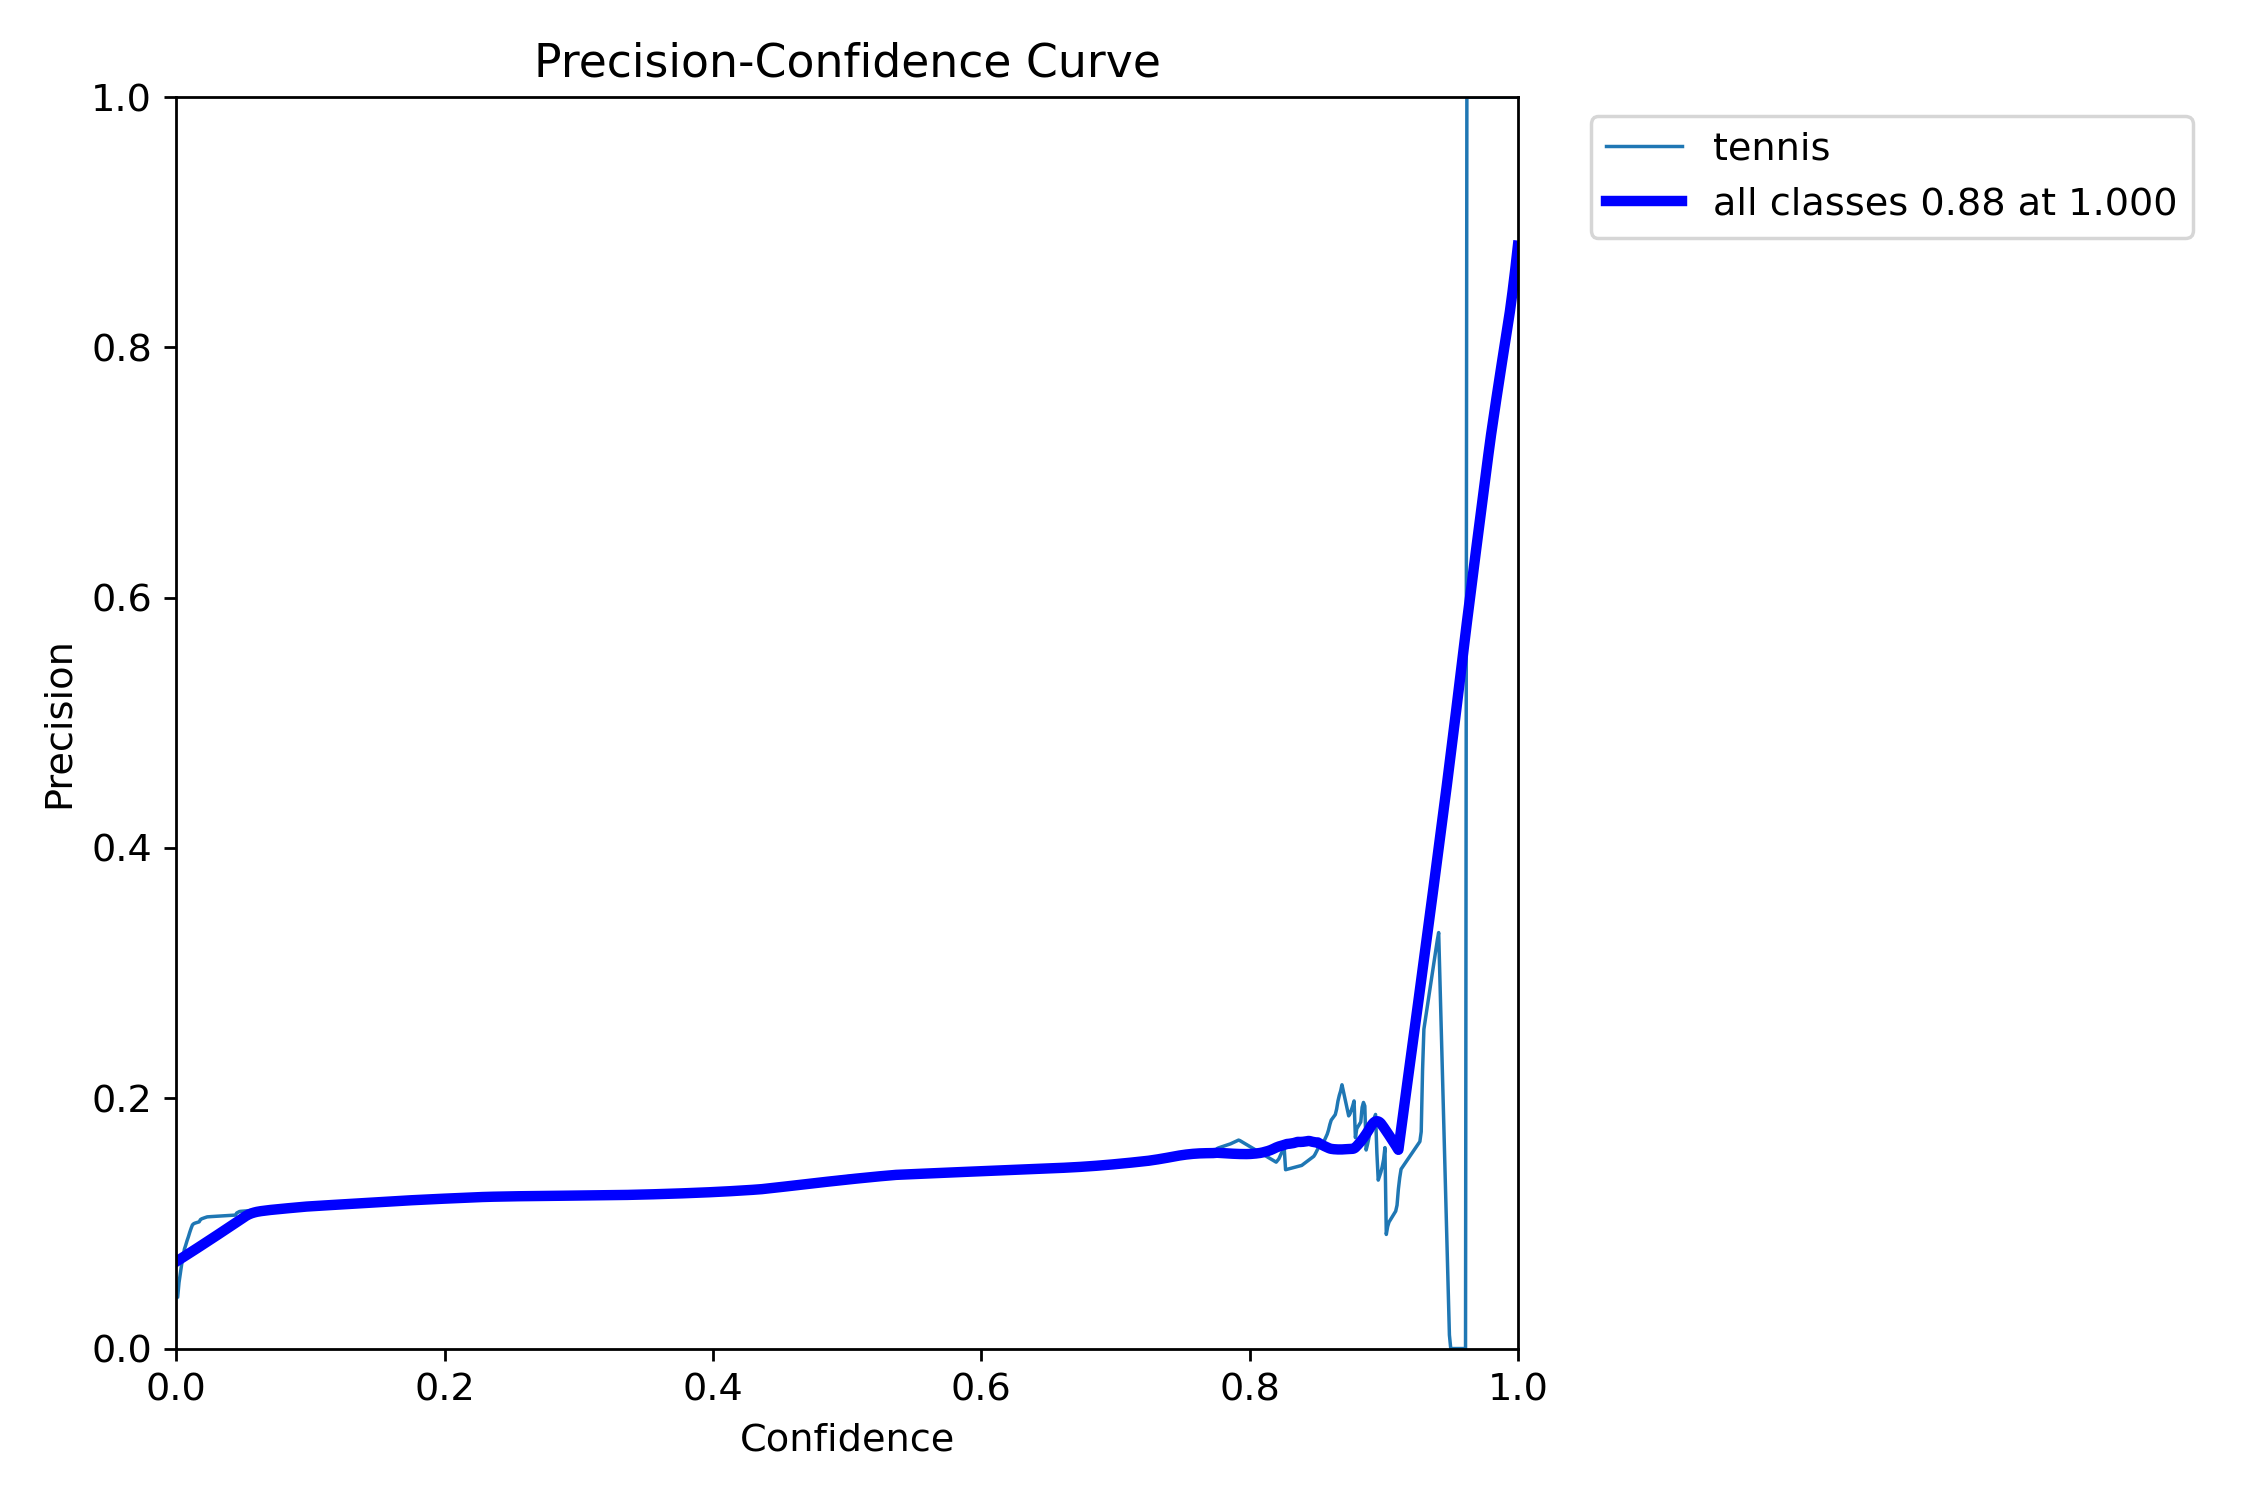 Precision-Confidence Curve
1.0
0.8
0.6
0.4
0.2
0.0
Precision
0.0 0.2 0.4 0.6 0.8 1.0
Confidence
tennis
all classes 0.88 at 1.000